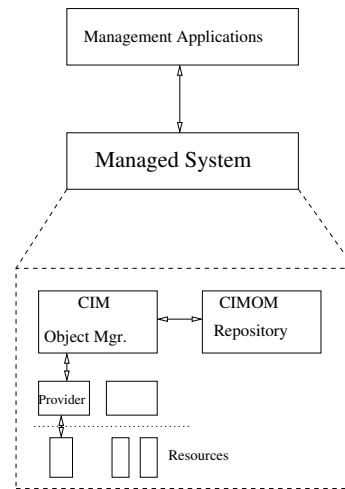 Management Applications
Managed System
CIM
Object Mgr.
CIMOM
Repository
Provider
Resources